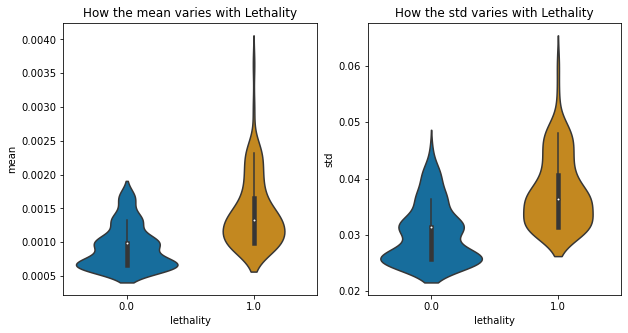 How the mean varies with Lethality
0.0040
0.0035
0.0030
0.0025
0.0020
0.0015
0.0010
0.0005
mean
0.0
1.0
lethality
How the std varies with Lethality
0.06
0.05
0.04
0.03
0.02
std
0.0
1.0
lethality